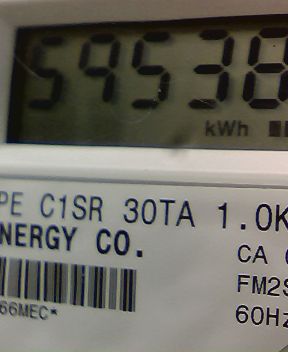 59538
kWh
PE C1SR 30TA 1.0K
NERGY CO.
CA
FM2S
66MEC*
60Hz